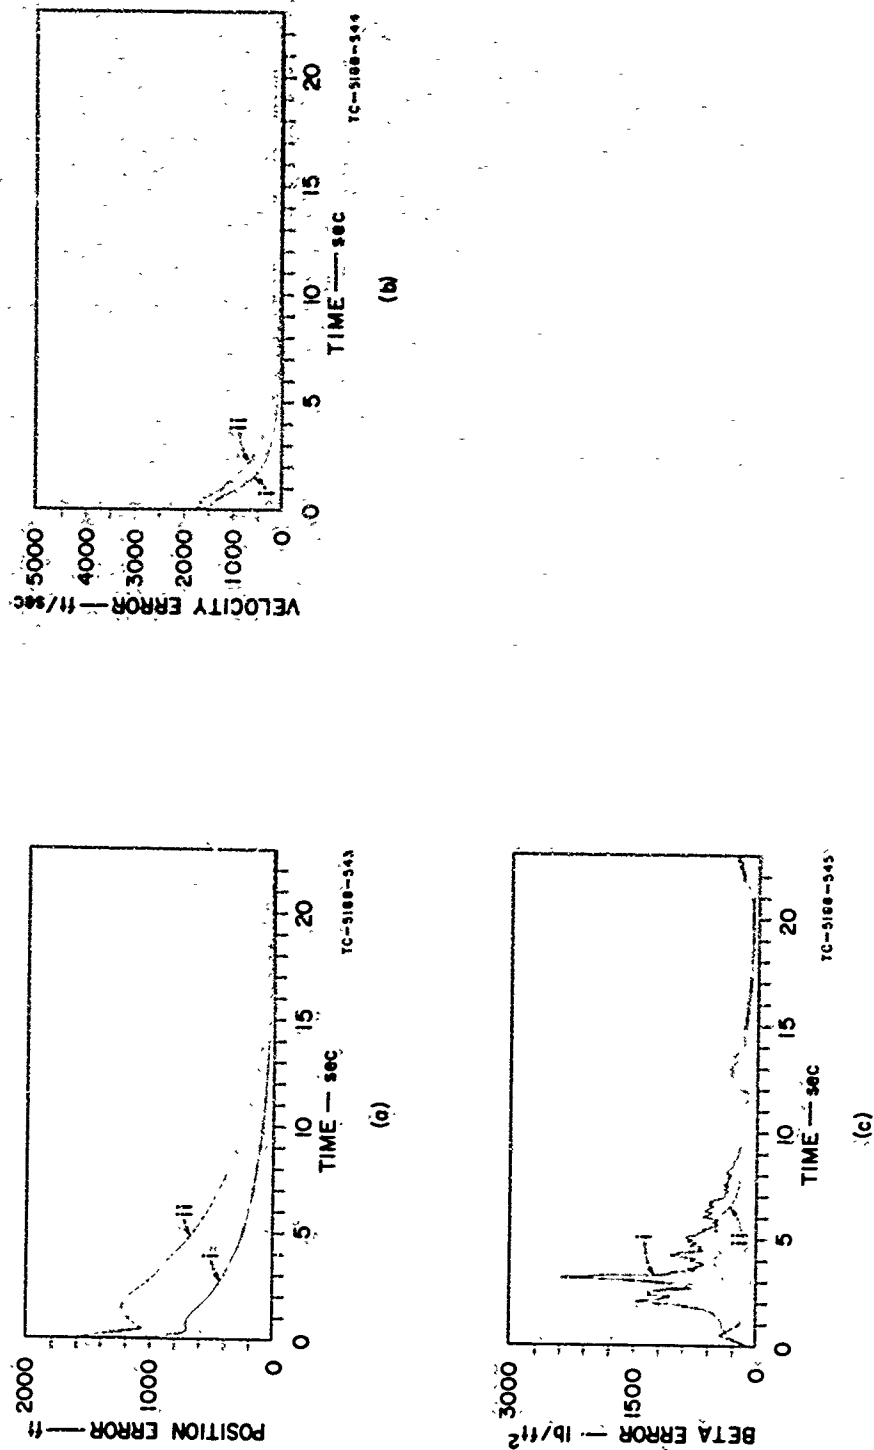 POSITION ERROR — ft
2000
1000
0
i
ii
0 5 10 15 20
TIME — sec
TC-5188-543
(a)
VELOCITY ERROR — ft/sec
5000
4000
3000
2000
1000
0
i
ii
0 5 10 15 20
TIME — sec
TC-5188-544
(b)
BETA ERROR — lb/ft²
3000
1500
0
i
ii
0 5 10 15 20
TIME — sec
TC-5188-545
(c)